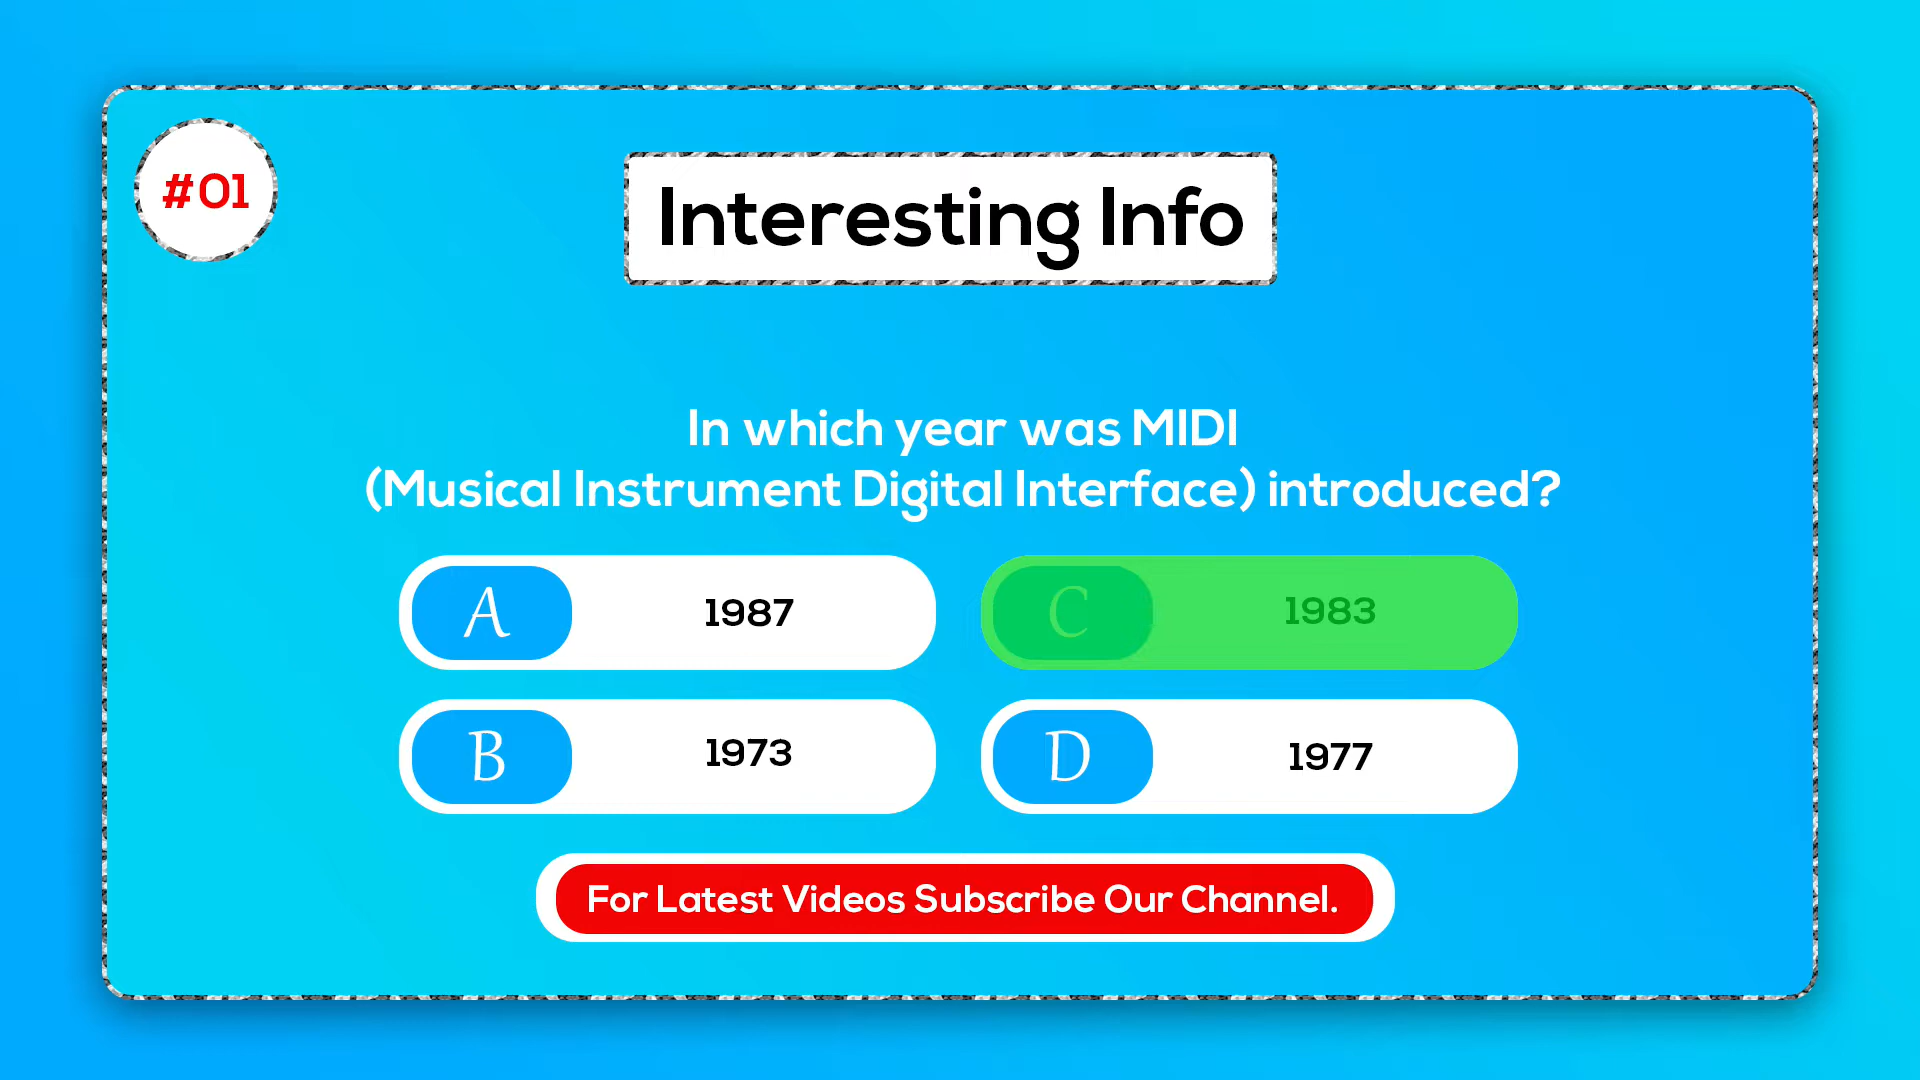 #01
Interesting Info
In which year was MIDI
(Musical Instrument Digital Interface) introduced?
A 1987
C 1983
B 1973
D 1977
For Latest Videos Subscribe Our Channel.